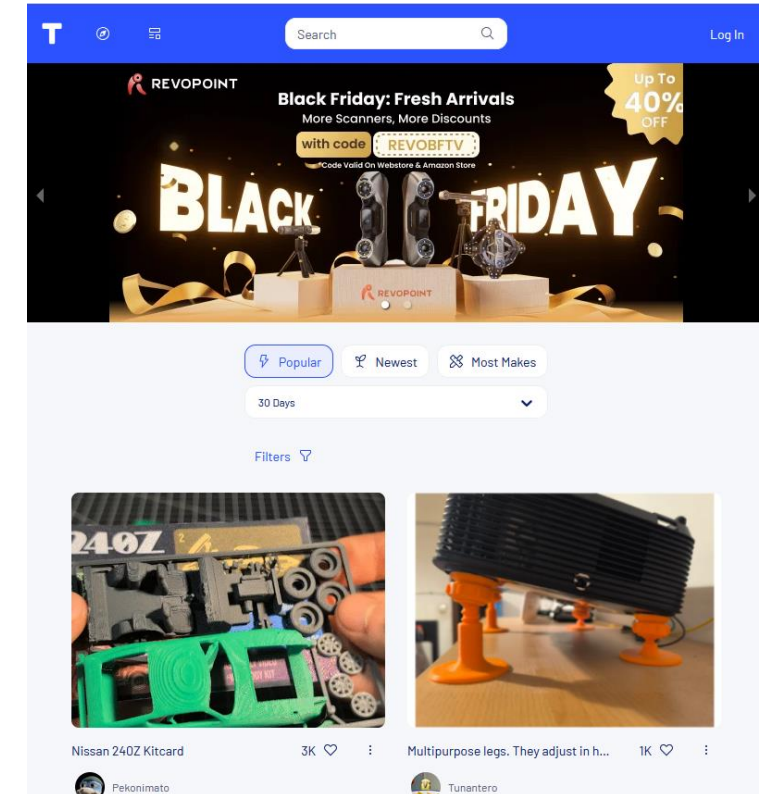 T
Search
Log In
REVOPOINT
Black Friday: Fresh Arrivals
More Scanners, More Discounts
with code REVOBFTV
*Code Valid On Webstore & Amazon Store
Up To
40%
OFF
BLACK FRIDAY
REVOPOINT
Popular
Newest
Most Makes
30 Days
Filters
240Z
Nissan 240Z Kitcard
3K
Multipurpose legs. They adjust in h...
1K
Pekonimato
Tunantero